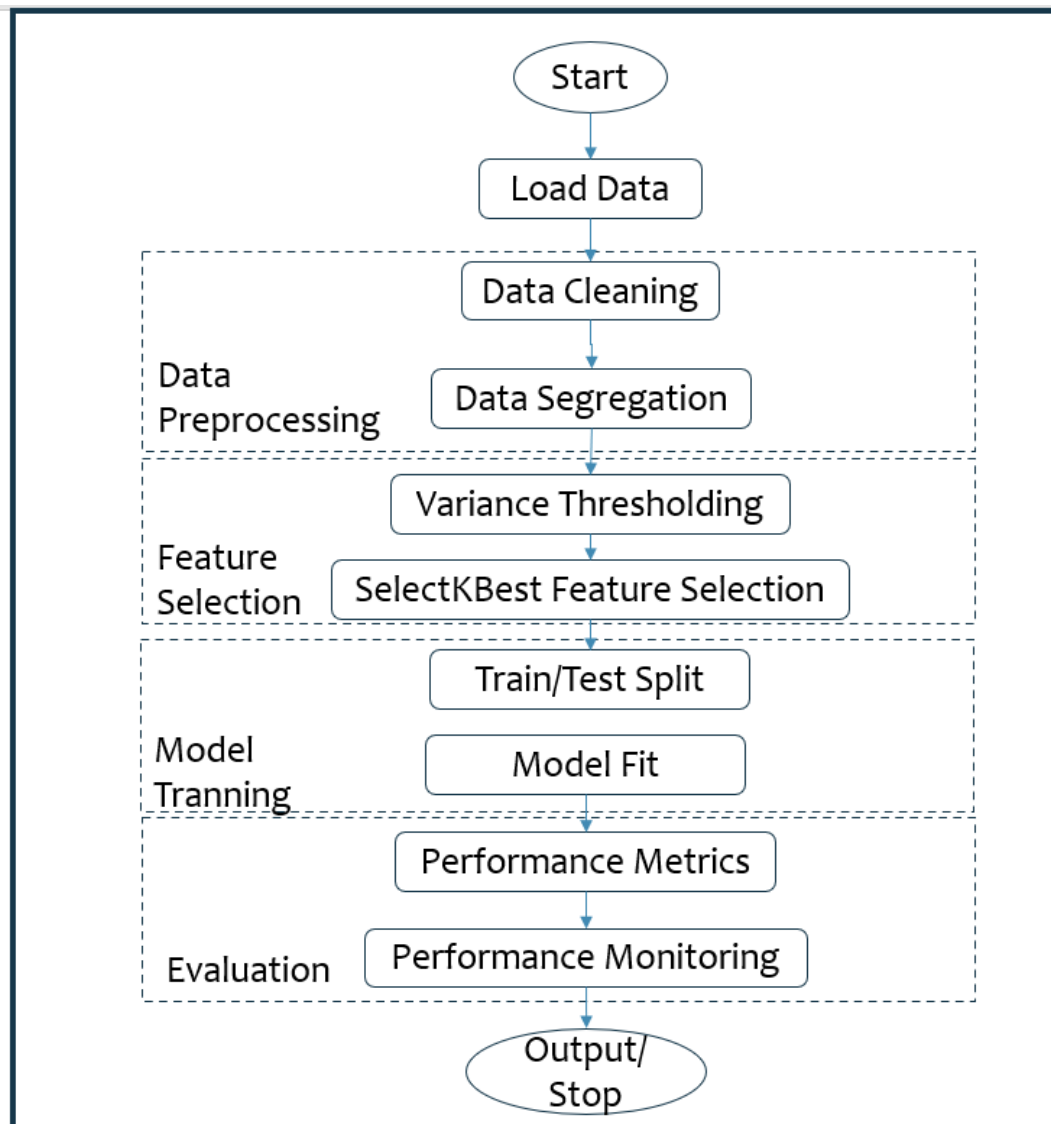 Start
Load Data
Data Cleaning
Data
Preprocessing
Data Segregation
Variance Thresholding
Feature
Selection
SelectKBest Feature Selection
Train/Test Split
Model
Tranning
Model Fit
Performance Metrics
Performance Monitoring
Evaluation
Output/
Stop